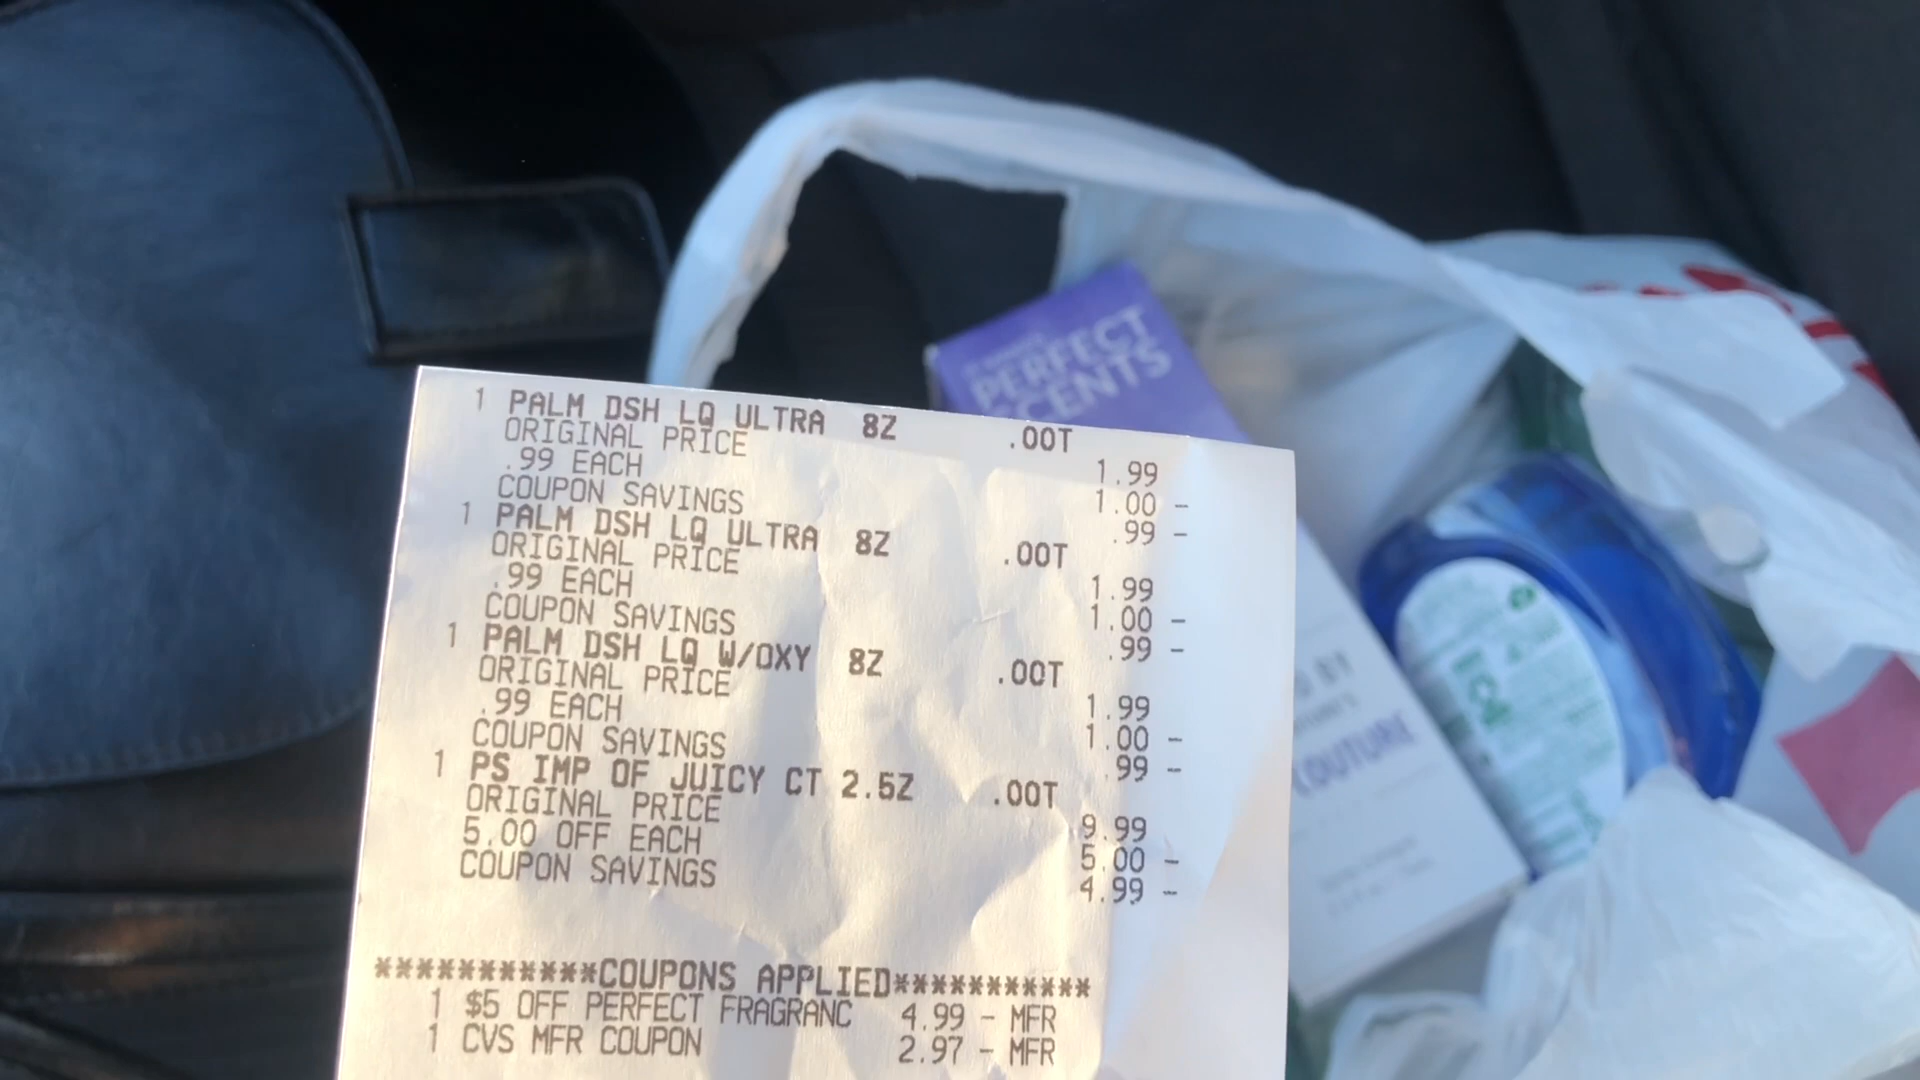 1 PALM DSH LQ ULTRA 8Z .00T
ORIGINAL PRICE 1.99
.99 EACH 1.00 -
COUPON SAVINGS .99 -
1 PALM DSH LQ ULTRA 8Z .00T
ORIGINAL PRICE 1.99
.99 EACH 1.00 -
COUPON SAVINGS .99 -
1 PALM DSH LQ W/OXY 8Z .00T
ORIGINAL PRICE 1.99
.99 EACH 1.00 -
COUPON SAVINGS .99 -
1 PS IMP OF JUICY CT 2.5Z .00T
ORIGINAL PRICE 9.99
5.00 OFF EACH 5.00 -
COUPON SAVINGS 4.99 -
***********COUPONS APPLIED***********
1 $5 OFF PERFECT FRAGRANC 4.99 - MFR
1 CVS MFR COUPON 2.97 - MFR
PERFECT
SCENTS
BY
COUTURE